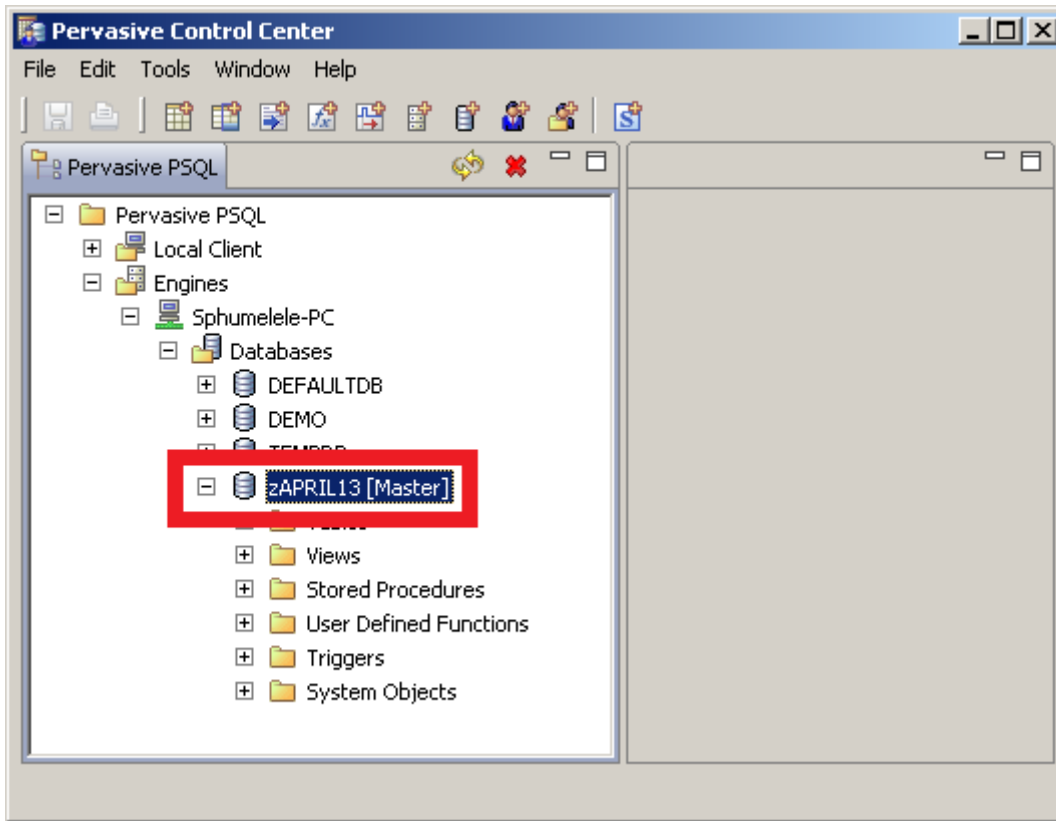 Pervasive Control Center
File Edit Tools Window Help
Pervasive PSQL
Pervasive PSQL
Local Client
Engines
Sphumelele-PC
Databases
DEFAULTDB
DEMO
zAPRIL13 [Master]
Views
Stored Procedures
User Defined Functions
Triggers
System Objects